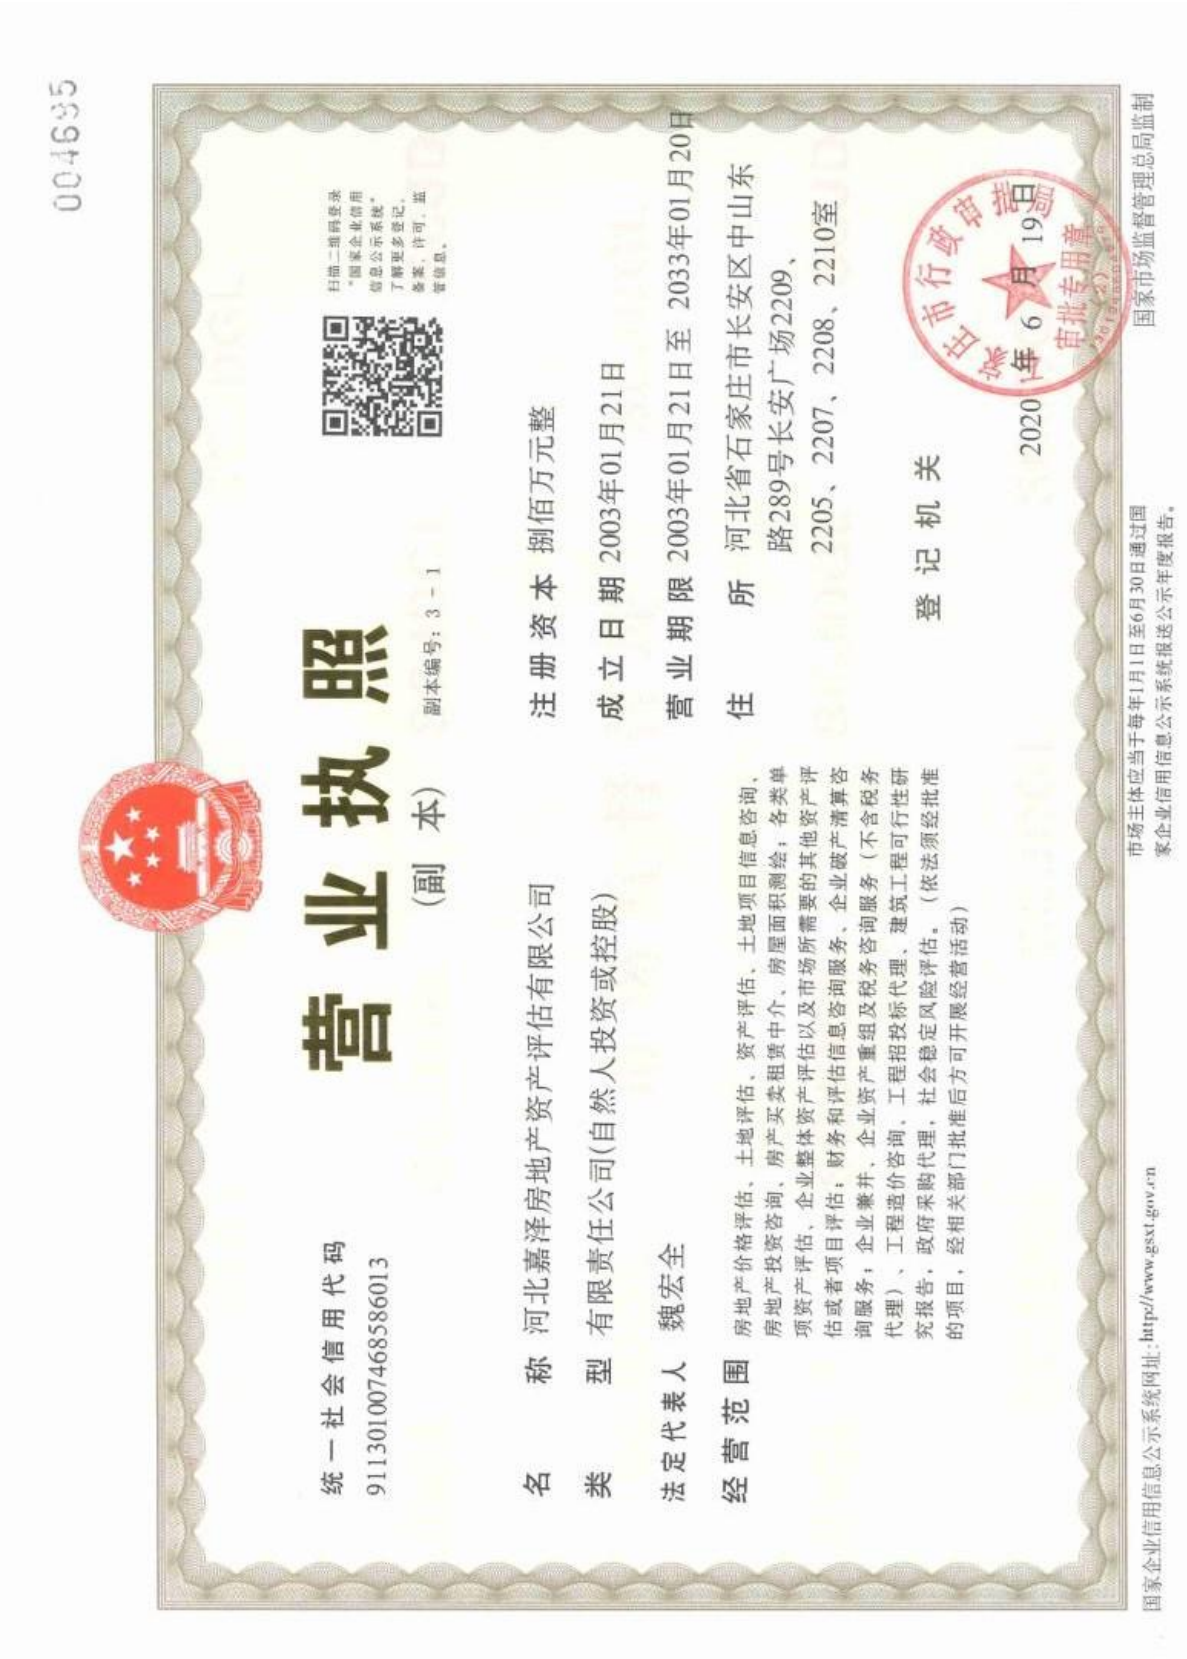 004695
营业执照
(副 本)
副本编号：3－1
统一社会信用代码
911301007468586013
扫描二维码登录
“国家企业信用
信息公示系统”
了解更多登记、
备案、许可、监
管信息。
名称 河北嘉泽房地产资产评估有限公司
类型 有限责任公司(自然人投资或控股)
法定代表人 魏宏全
经营范围 房地产价格评估、土地评估、资产评估、土地项目信息咨询、
房地产投资咨询、房产买卖租赁中介、房屋面积测绘；各类单
项资产评估、企业整体资产评估以及市场所需要的其他资产评
估或者项目评估；财务和评估信息咨询服务、企业破产清算咨
询服务；企业兼并、企业资产重组及税务咨询服务（不含税务
代理）、工程造价咨询、工程招投标代理、建筑工程可行性研
究报告，政府采购代理，社会稳定风险评估。（依法须经批准
的项目，经相关部门批准后方可开展经营活动）
注册资本 捌佰万元整
成立日期 2003年01月21日
营业期限 2003年01月21日至 2033年01月20日
住所 河北省石家庄市长安区中山东
路289号长安广场2209、
2205、2207、2208、2210室
登记机关
石家庄市行政审批局
审批专用章
(2)
2020年 6 月 19 日
国家企业信用信息公示系统网址:http://www.gsxt.gov.cn
市场主体应当于每年1月1日至6月30日通过国
家企业信用信息公示系统报送公示年度报告。
国家市场监督管理总局监制